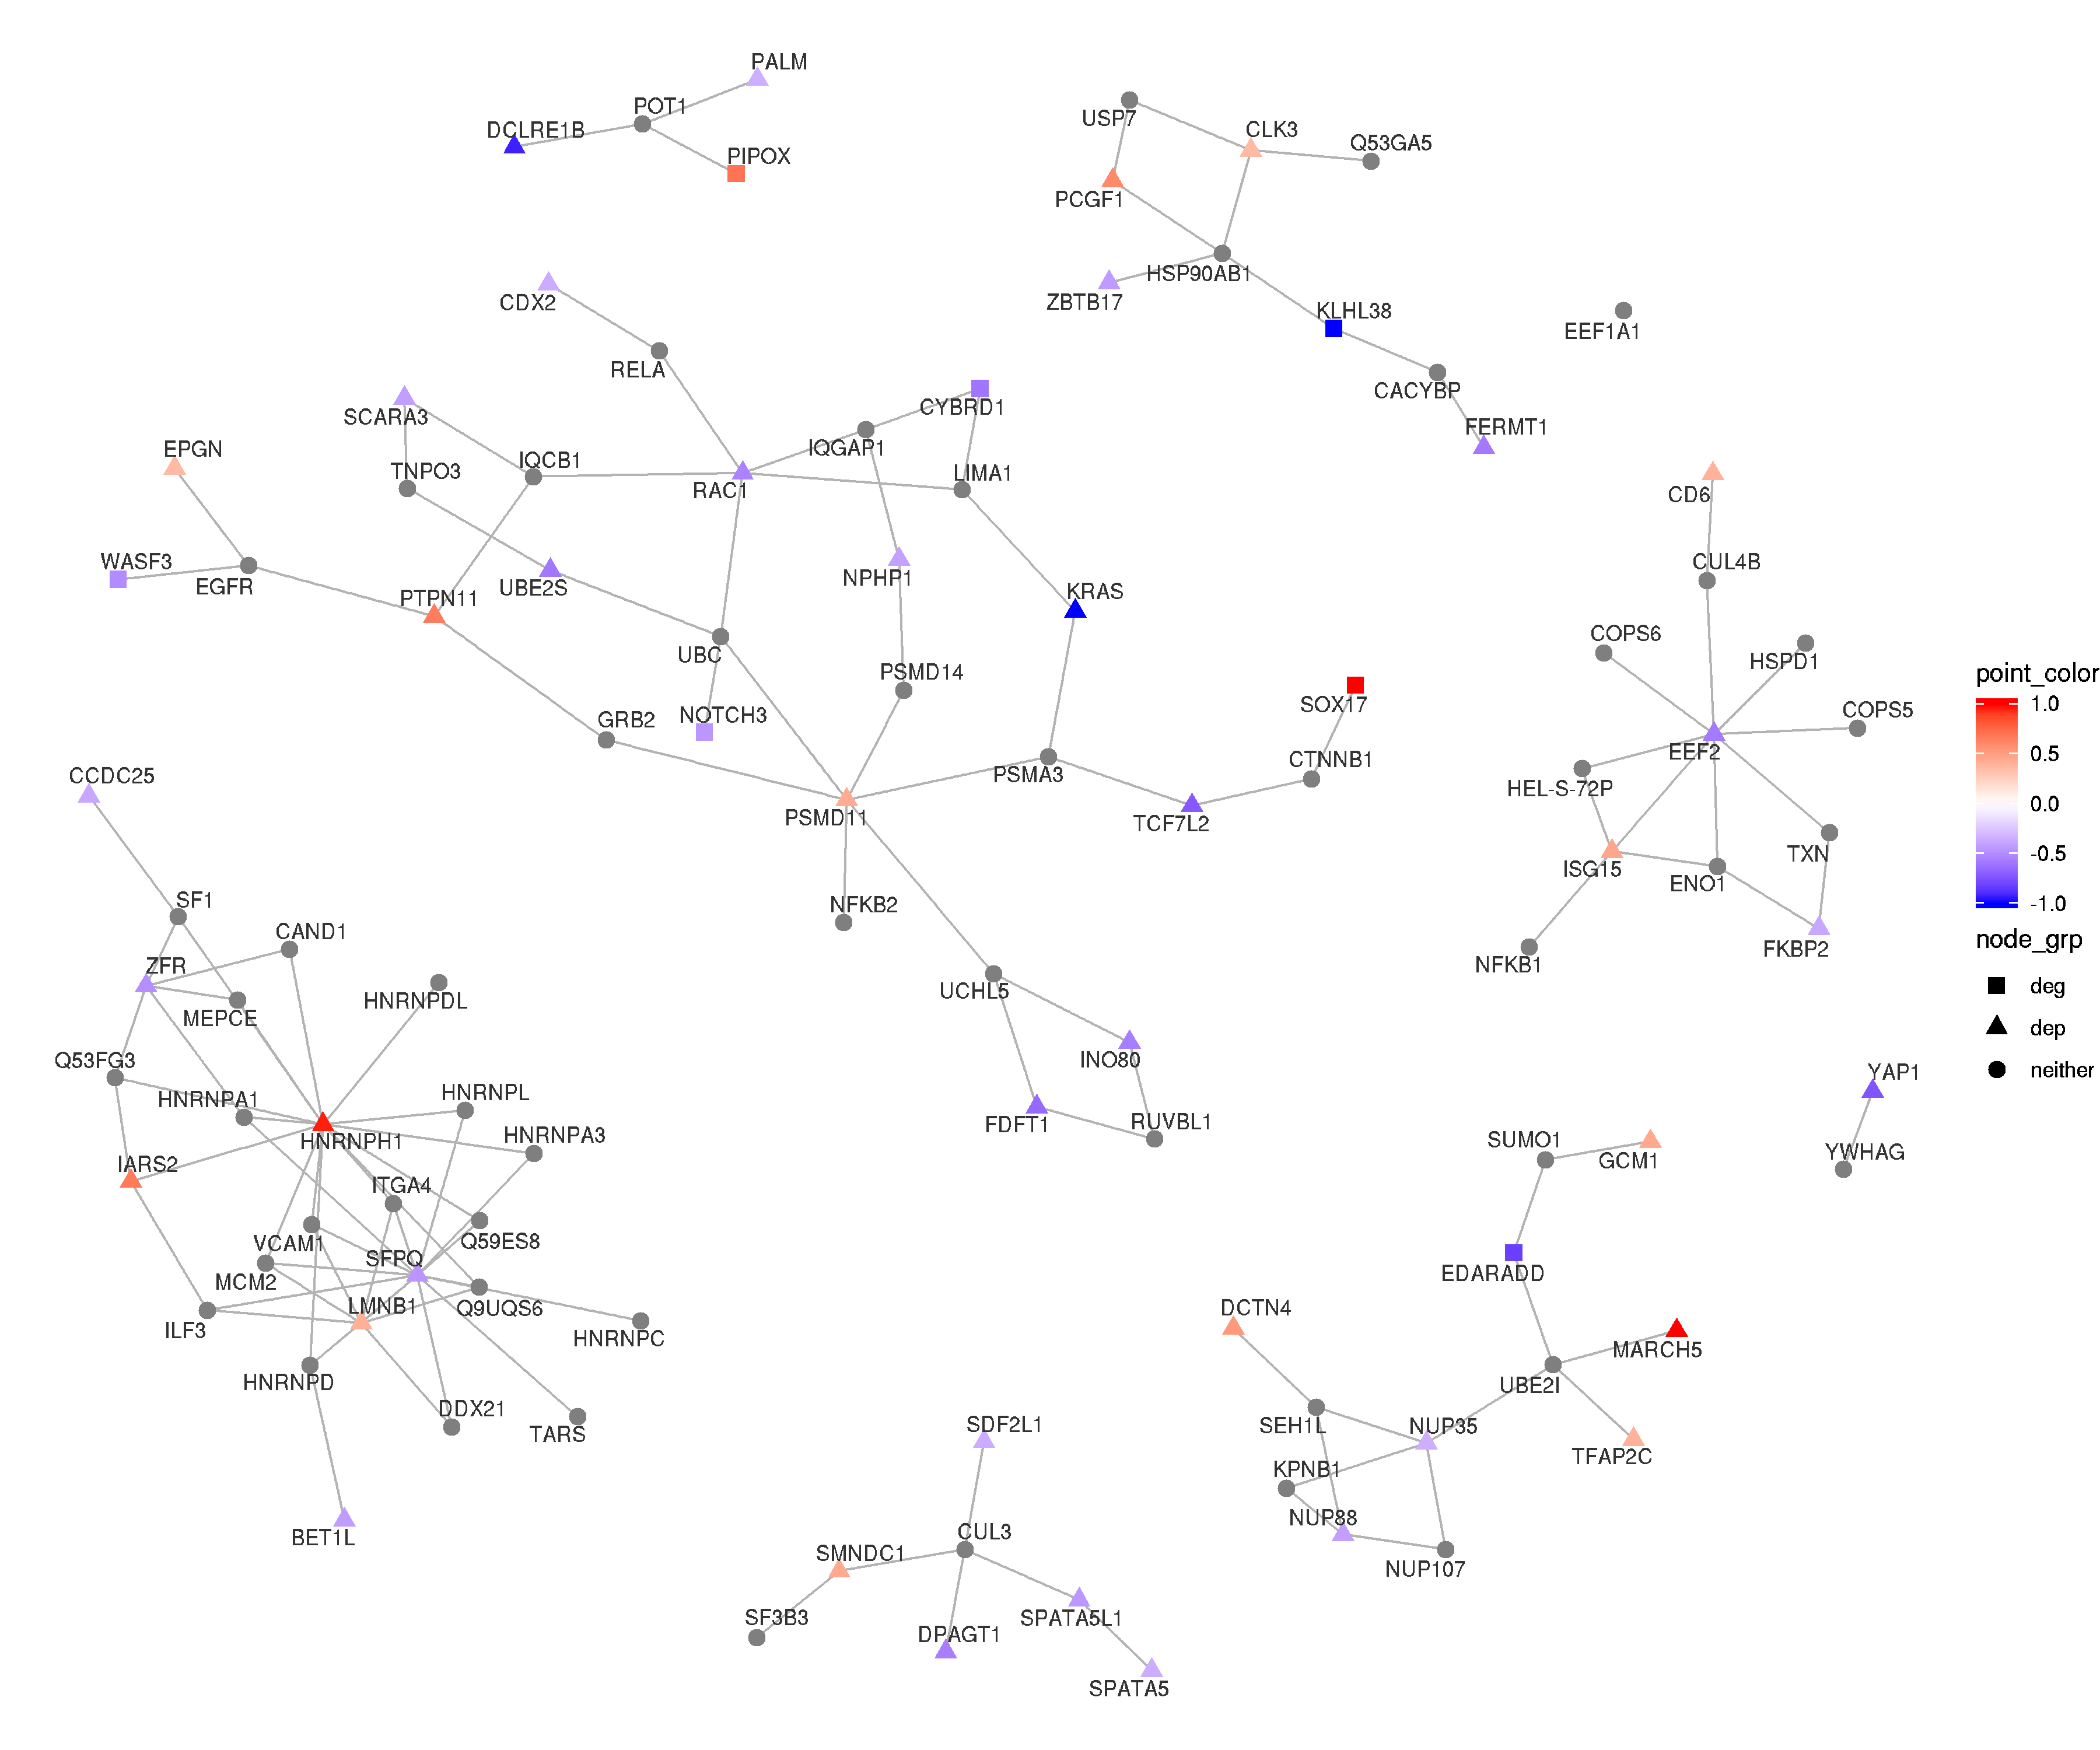 PALM
POT1
DCLRE1B
PIPOX
USP7
CLK3
Q53GA5
PCGF1
HSP90AB1
ZBTB17
KLHL38
EEF1A1
CACYBP
FERMT1
CDX2
RELA
CYBRD1
SCARA3
IQGAP1
EPGN
TNPO3
IQCB1
RAC1
LIMA1
WASF3
EGFR
PTPN11
UBE2S
NPHP1
KRAS
UBC
PSMD14
NOTCH3
GRB2
SOX17
CTNNB1
PSMA3
PSMD11
TCF7L2
NFKB2
UCHL5
INO80
FDFT1
RUVBL1
CD6
CUL4B
COPS6
HSPD1
COPS5
EEF2
HEL-S-72P
TXN
ISG15
ENO1
NFKB1
FKBP2
point_color
1.0
0.5
0.0
-0.5
-1.0
node_grp
deg
dep
neither
CCDC25
SF1
CAND1
ZFR
MEPCE
HNRNPDL
Q53FG3
HNRNPA1
HNRNPL
HNRNPH1
HNRNPA3
IARS2
ITGA4
VCAM1
Q59ES8
SFPQ
MCM2
LMNB1
Q9UQS6
ILF3
HNRNPC
HNRNPD
DDX21
TARS
BET1L
YAP1
YWHAG
SUMO1
GCM1
EDARADD
DCTN4
MARCH5
UBE2I
SEH1L
NUP35
TFAP2C
KPNB1
NUP88
NUP107
SDF2L1
CUL3
SMNDC1
SF3B3
DPAGT1
SPATA5L1
SPATA5